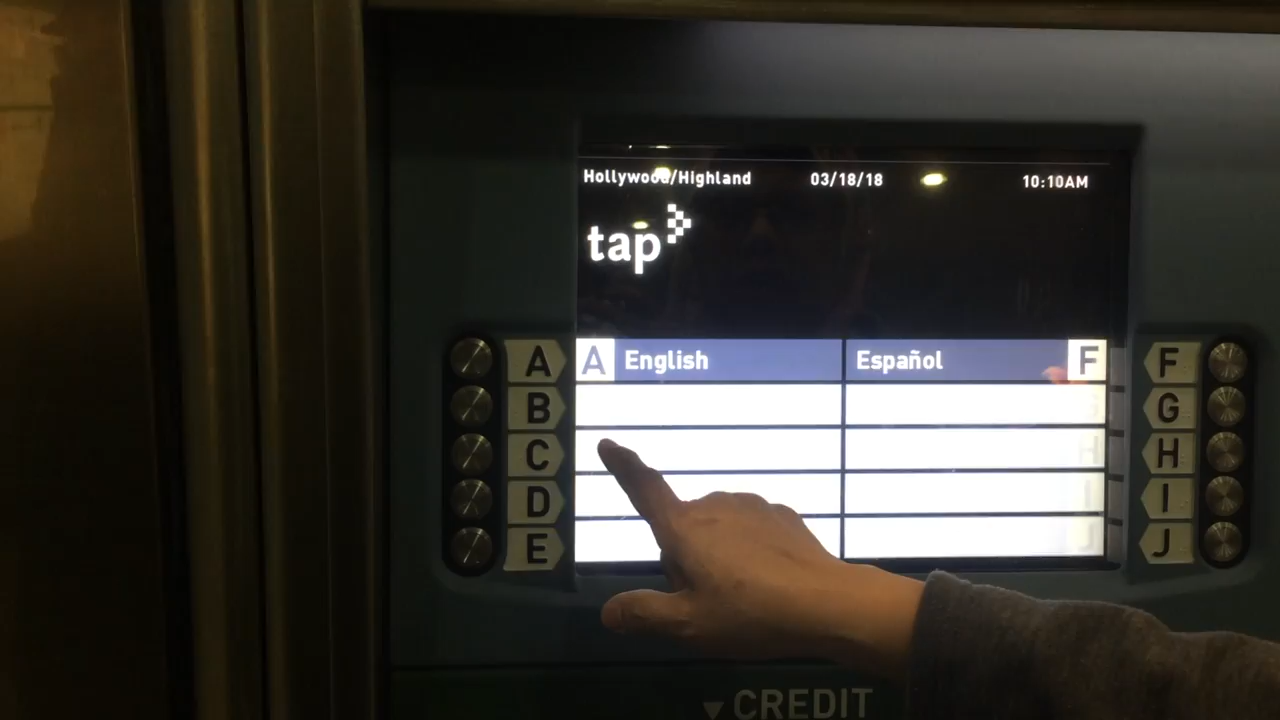 Hollywood/Highland 03/18/18 10:10AM
tap
A A English Español F F
B G
C H
D I
E J
CREDIT